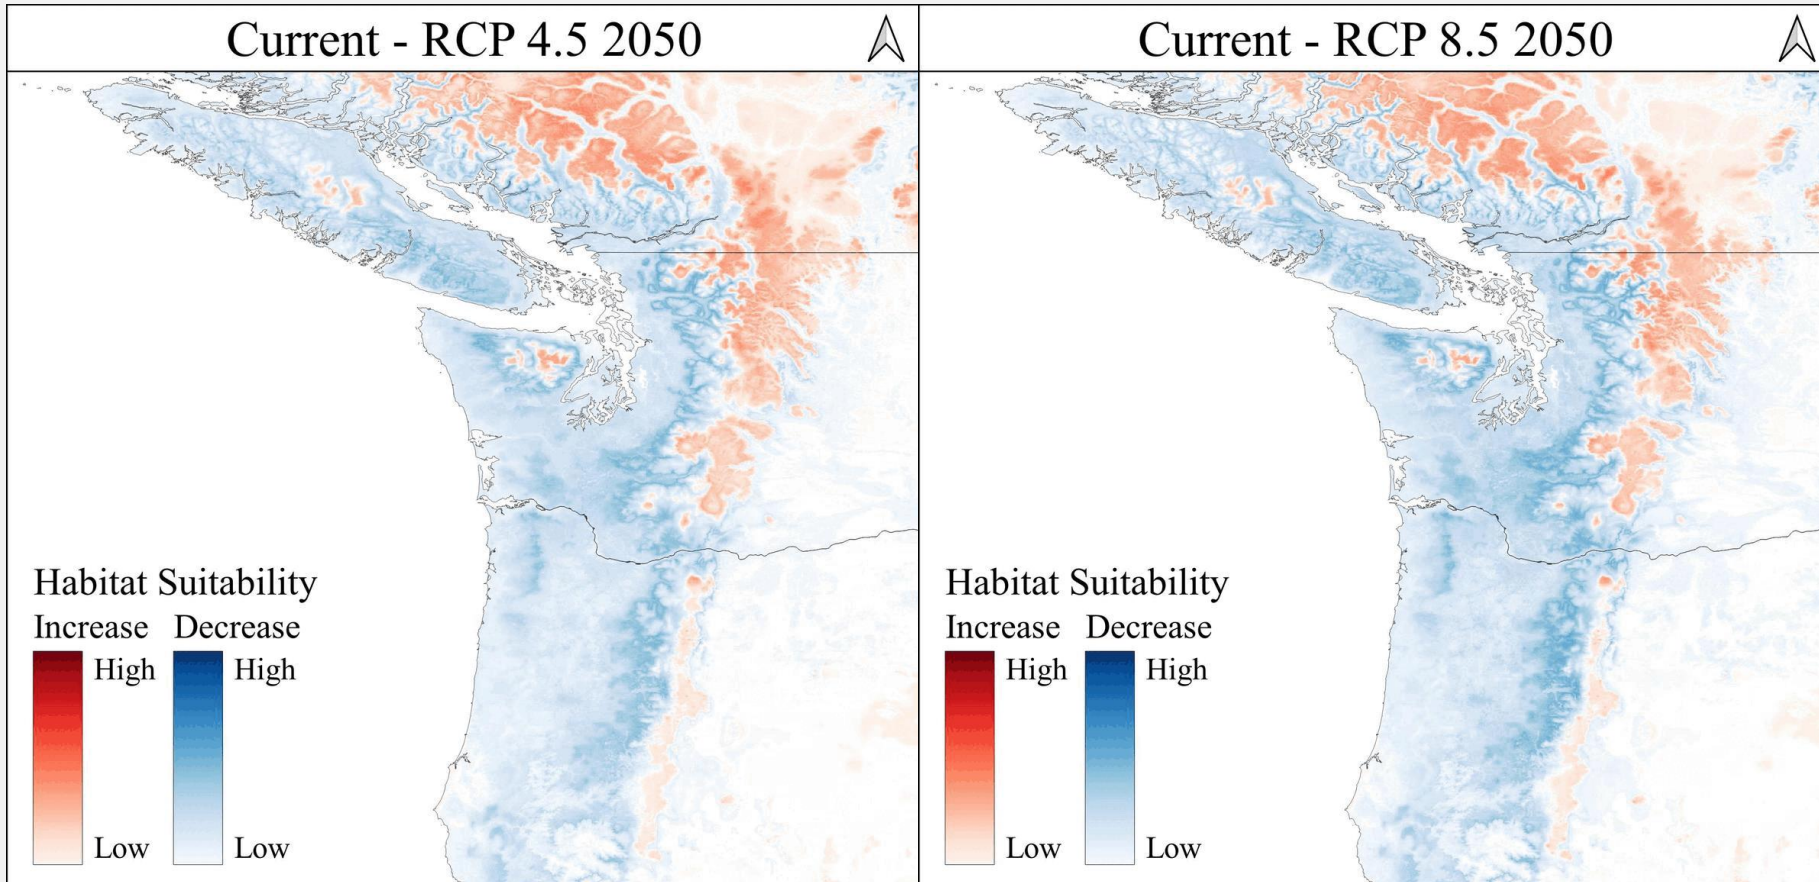 Current - RCP 4.5 2050
Current - RCP 8.5 2050
Habitat Suitability
Increase Decrease
High High
Low Low
Habitat Suitability
Increase Decrease
High High
Low Low